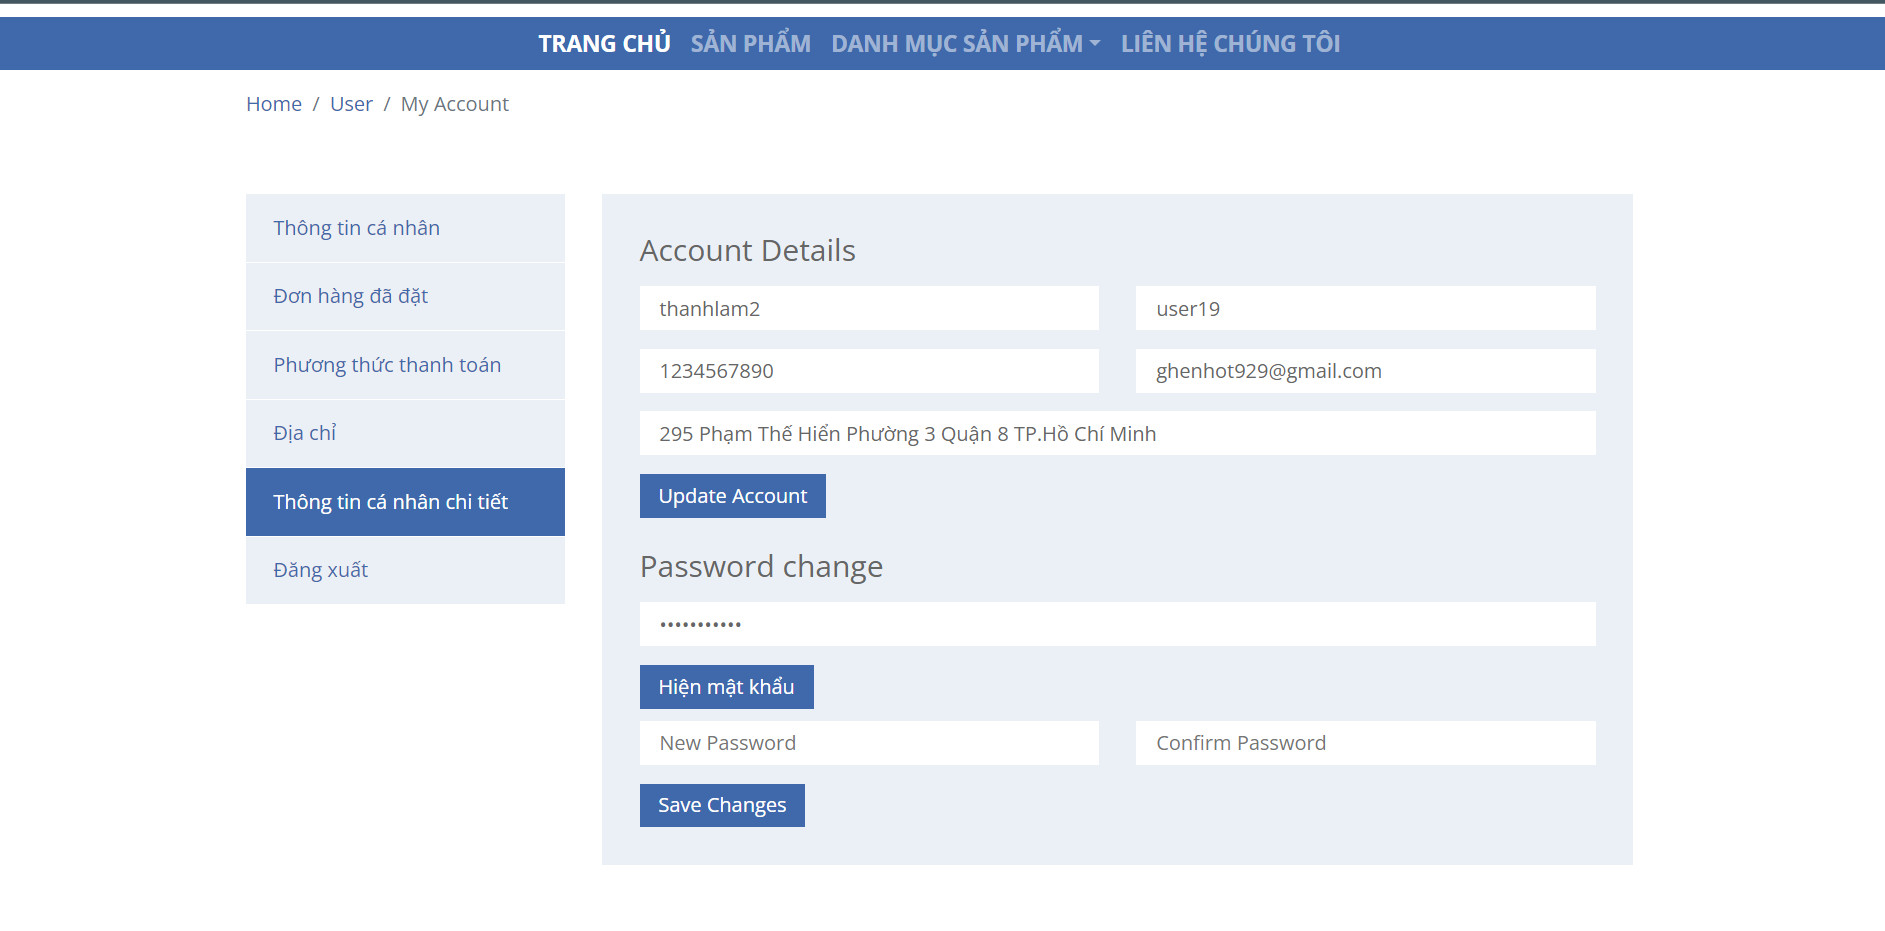 TRANG CHỦ SẢN PHẨM DANH MỤC SẢN PHẨM LIÊN HỆ CHÚNG TÔI
Home / User / My Account
Thông tin cá nhân
Đơn hàng đã đặt
Phương thức thanh toán
Địa chỉ
Thông tin cá nhân chi tiết
Đăng xuất
Account Details
thanhlam2 user19
1234567890 ghenhot929@gmail.com
295 Phạm Thế Hiển Phường 3 Quận 8 TP.Hồ Chí Minh
Update Account
Password change
•••••••••••
Hiện mật khẩu
New Password Confirm Password
Save Changes